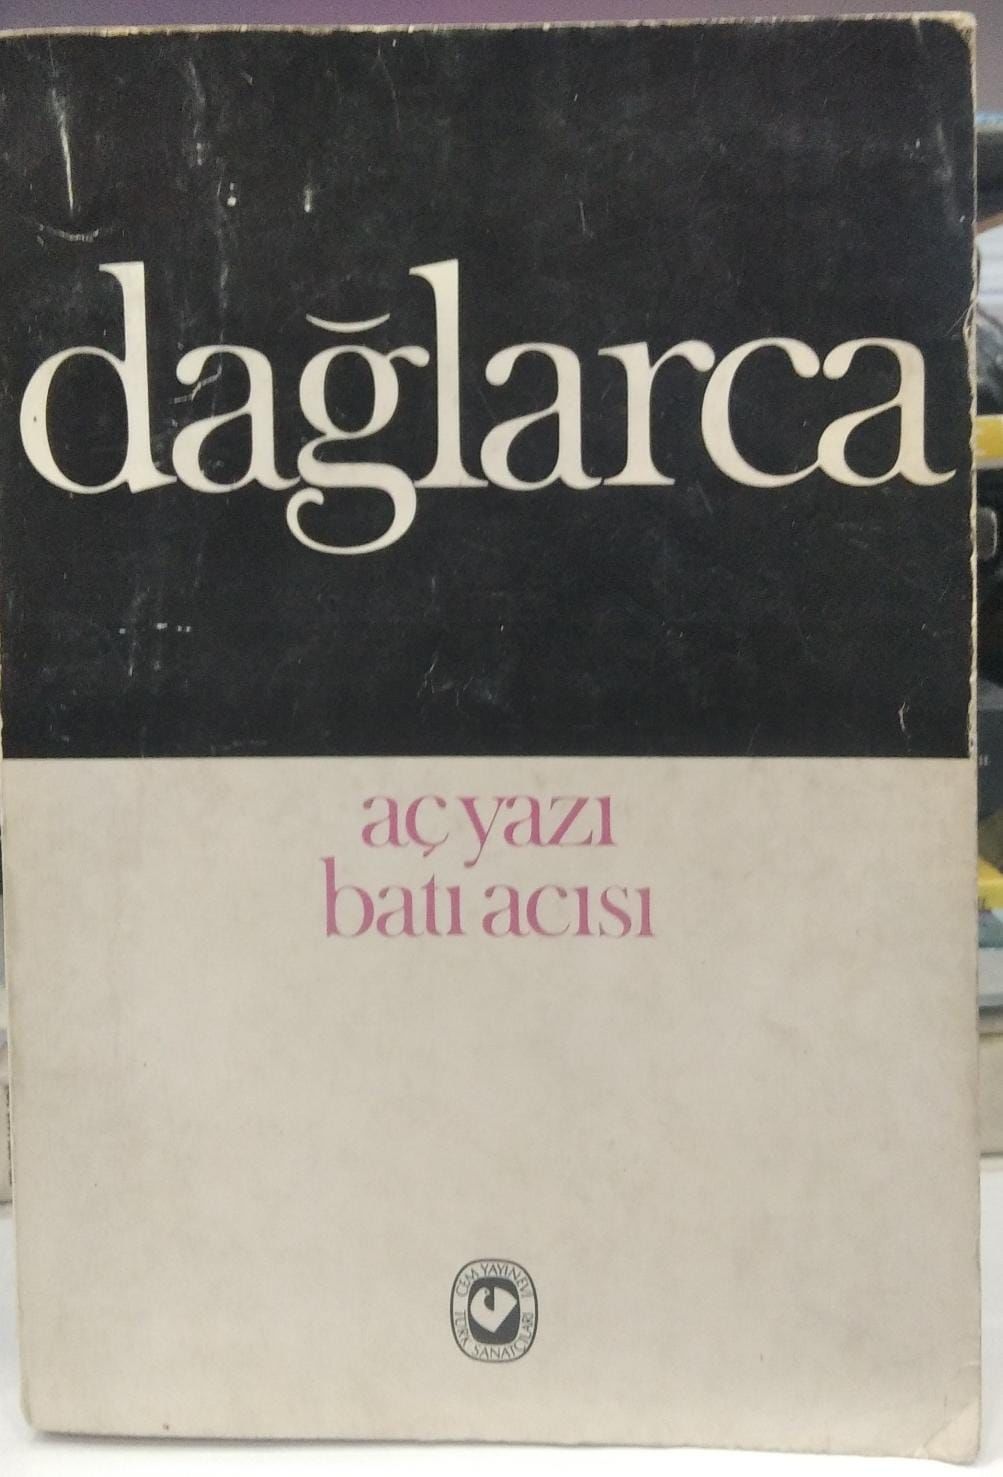 dağlarca
aç yazı
batı acısı
CEM YAYINEVİ
TÜRK SANATÇILARI